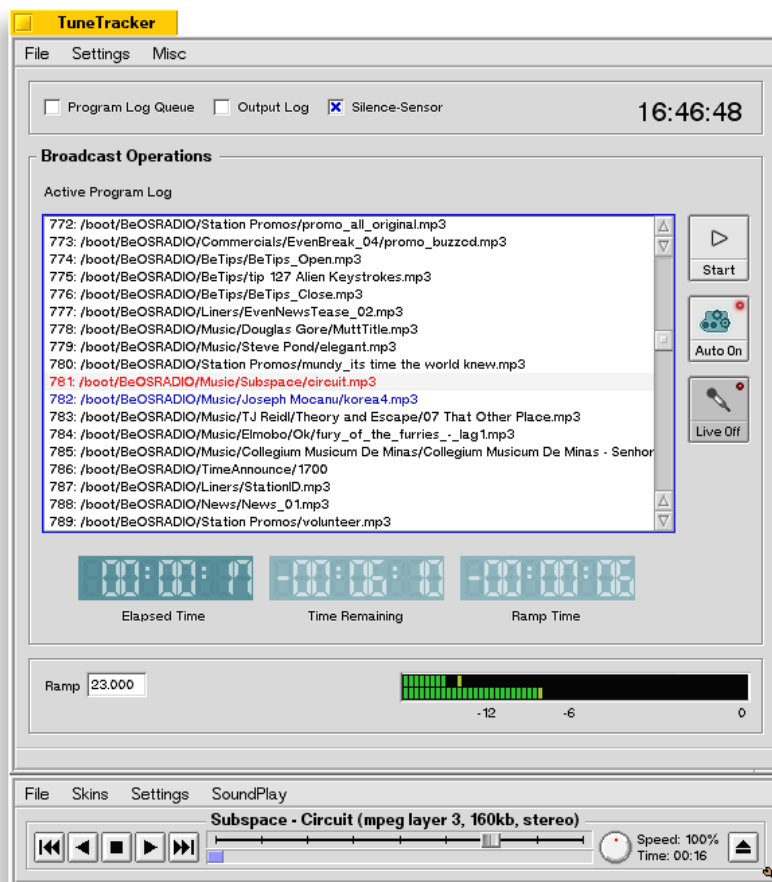 TuneTracker
File Settings Misc
Program Log Queue Output Log Silence-Sensor 16:46:48
Broadcast Operations
Active Program Log
772: /boot/BeOSRADIO/Station Promos/promo_all_original.mp3
773: /boot/BeOSRADIO/Commercials/EvenBreak_04/promo_buzzcd.mp3
774: /boot/BeOSRADIO/BeTips/BeTips_Open.mp3
775: /boot/BeOSRADIO/BeTips/tip 127 Alien Keystrokes.mp3
776: /boot/BeOSRADIO/BeTips/BeTips_Close.mp3
777: /boot/BeOSRADIO/Liners/EvenNewsTease_02.mp3
778: /boot/BeOSRADIO/Music/Douglas Gore/MuttTitle.mp3
779: /boot/BeOSRADIO/Music/Steve Pond/elegant.mp3
780: /boot/BeOSRADIO/Station Promos/mundy_its time the world knew.mp3
781: /boot/BeOSRADIO/Music/Subspace/circuit.mp3
782: /boot/BeOSRADIO/Music/Joseph Mocanu/korea4.mp3
783: /boot/BeOSRADIO/Music/TJ Reidl/Theory and Escape/07 That Other Place.mp3
784: /boot/BeOSRADIO/Music/Elmobo/Ok/fury_of_the_furries_-_lag1.mp3
785: /boot/BeOSRADIO/Music/Collegium Musicum De Minas/Collegium Musicum De Minas - Senhor
786: /boot/BeOSRADIO/TimeAnnounce/1700
787: /boot/BeOSRADIO/Liners/StationID.mp3
788: /boot/BeOSRADIO/News/News_01.mp3
789: /boot/BeOSRADIO/Station Promos/volunteer.mp3
Start
Auto On
Live Off
00:00:17 -00:05:10 -00:00:06
Elapsed Time Time Remaining Ramp Time
Ramp 23.000
-12 -6 0
File Skins Settings SoundPlay
Subspace - Circuit (mpeg layer 3, 160kb, stereo)
Speed: 100%
Time: 00:16